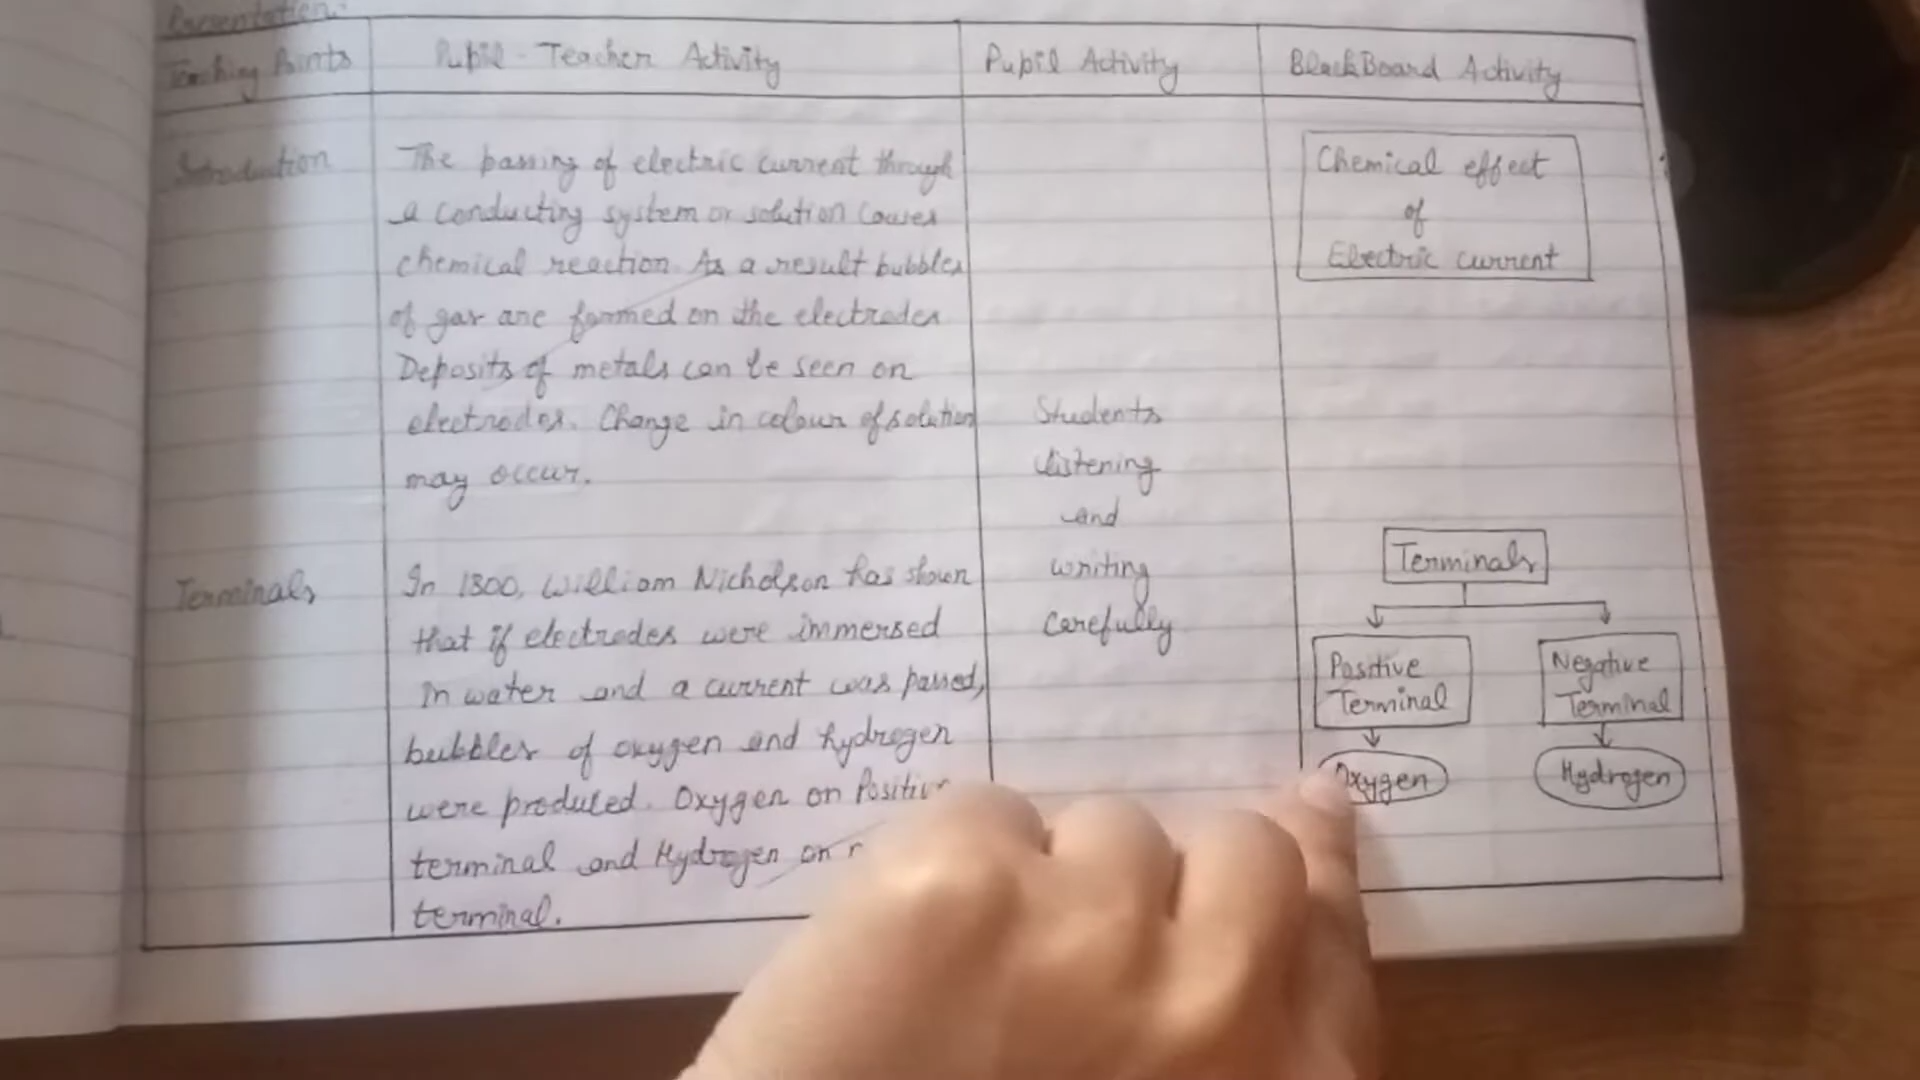 Presentation:
Teaching Points
Pupil - Teacher Activity
Pupil Activity
BlackBoard Activity
Introduction
The passing of electric current through
a conducting system or solution causes
chemical reaction. As a result bubbles
of gas are formed on the electrodes
Deposits of metals can be seen on
electrodes. Change in colour of solution
may occur.
Chemical effect
of
Electric current
Terminals
In 1800, William Nicholson has shown
that if electrodes were immersed
in water and a current was passed,
bubbles of oxygen and hydrogen
were produced. Oxygen on
terminal and Hydrogen on
terminal.
Students
listening
and
writing
carefully
Terminals
Positive
Terminal
Negative
Terminal
Oxygen
Hydrogen